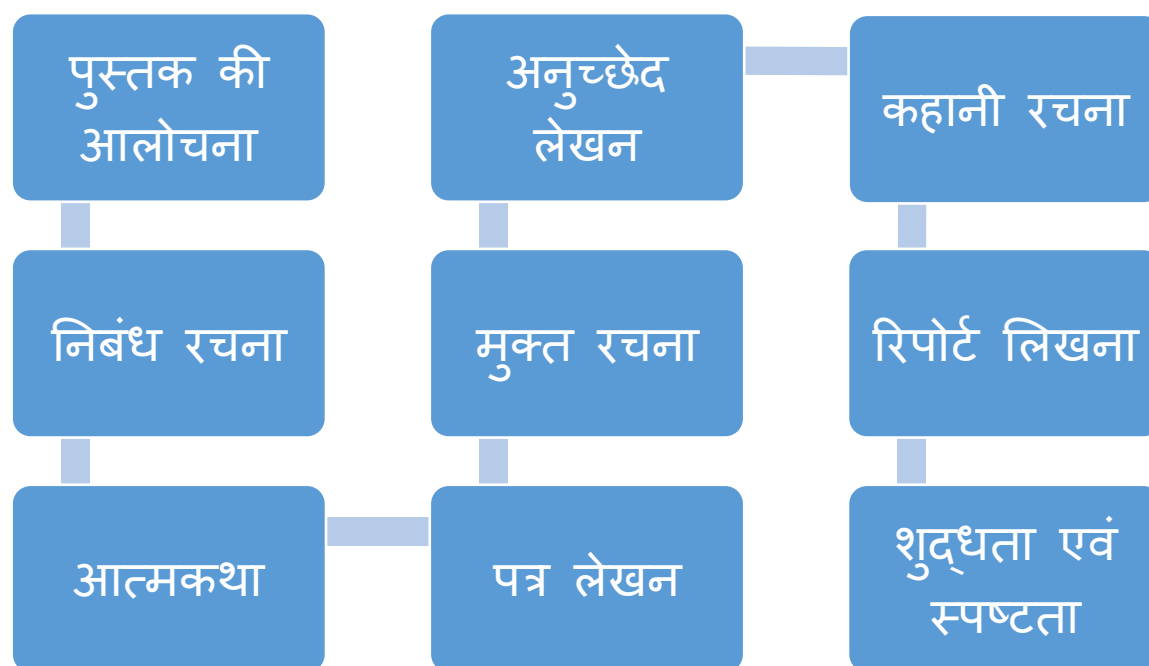 पुस्तक की
आलोचना
निबंध रचना
आत्मकथा
पत्र लेखन
मुक्त रचना
अनुच्छेद
लेखन
कहानी रचना
रिपोर्ट लिखना
शुद्धता एवं
स्पष्टता